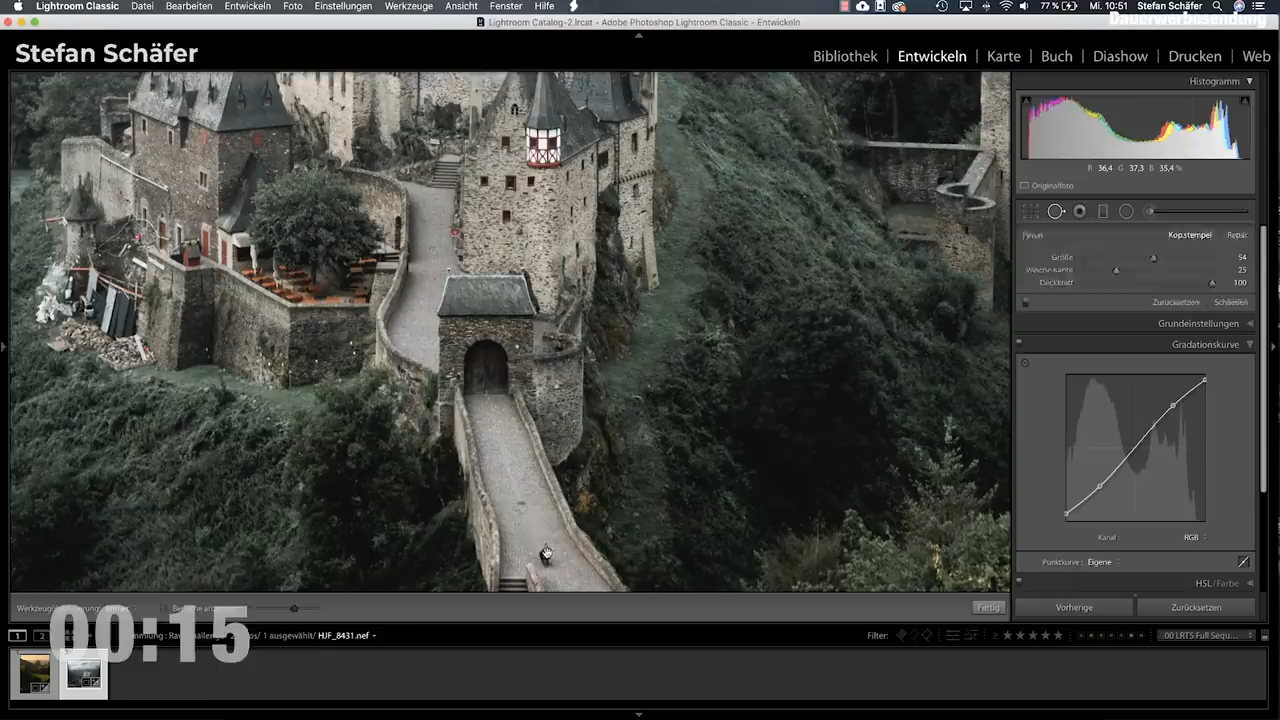 Lightroom Classic Datei Bearbeiten Entwickeln Foto Einstellungen Werkzeuge Ansicht Fenster Hilfe 77 % Mi. 10:51 Stefan Schäfer
Dauerwerbesendung
Lightroom Catalog-2.lrcat - Adobe Photoshop Lightroom Classic - Entwickeln
Stefan Schäfer
Bibliothek | Entwickeln | Karte | Buch | Diashow | Drucken | Web
Histogramm
R 36,4 G 37,3 B 35,4 %
Originalfoto
Pinsel: Kop.stempel Repar.
Größe 54
Weiche Kante 25
Deckkraft 100
Zurücksetzen Schließen
Grundeinstellungen
Gradationskurve
Kanal : RGB
Punktkurve : Eigene
HSL/Farbe
Fertig
Vorherige Zurücksetzen
00:15
1 2 1 ausgewählt/ HJF_8431.nef
Filter: 00 LRT5 Full Sequ...